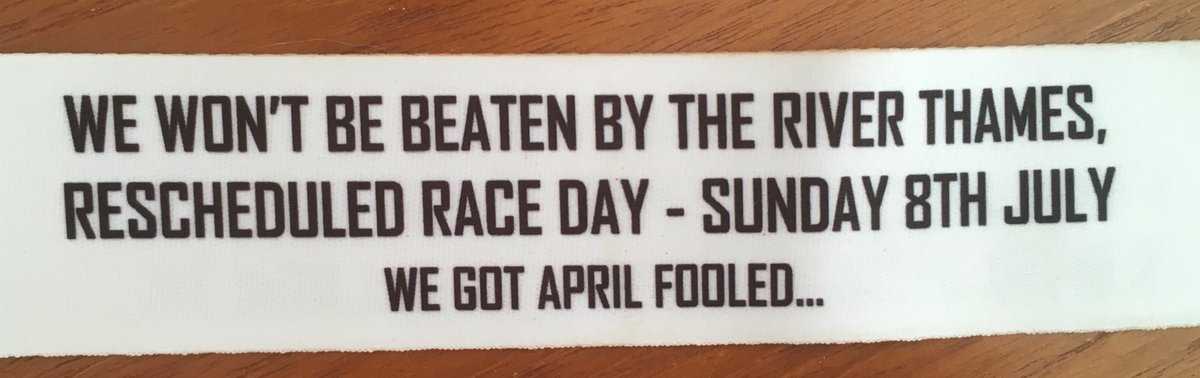 WE WON'T BE BEATEN BY THE RIVER THAMES,
RESCHEDULED RACE DAY - SUNDAY 8TH JULY
WE GOT APRIL FOOLED...